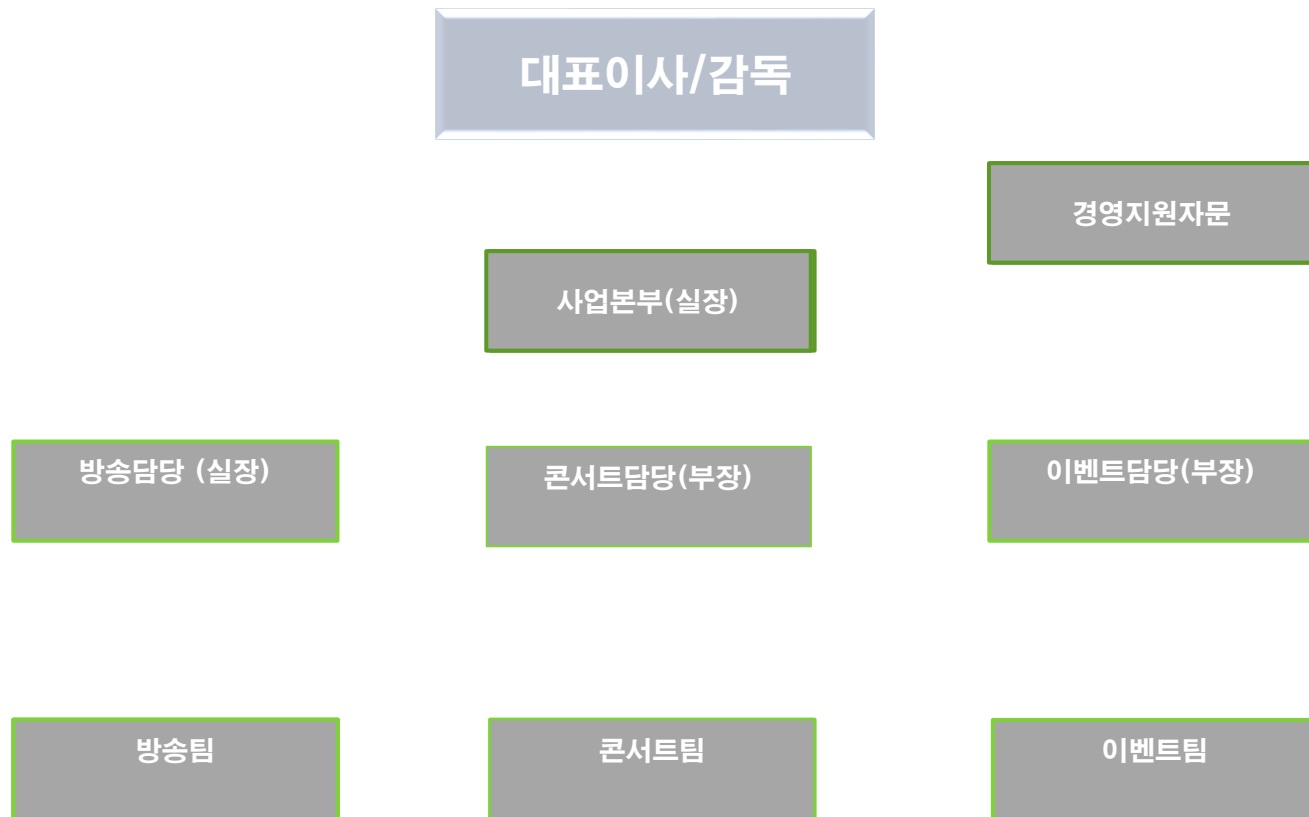 대표이사/감독
경영지원자문
사업본부(실장)
방송담당 (실장)
콘서트담당(부장)
이벤트담당(부장)
방송팀
콘서트팀
이벤트팀